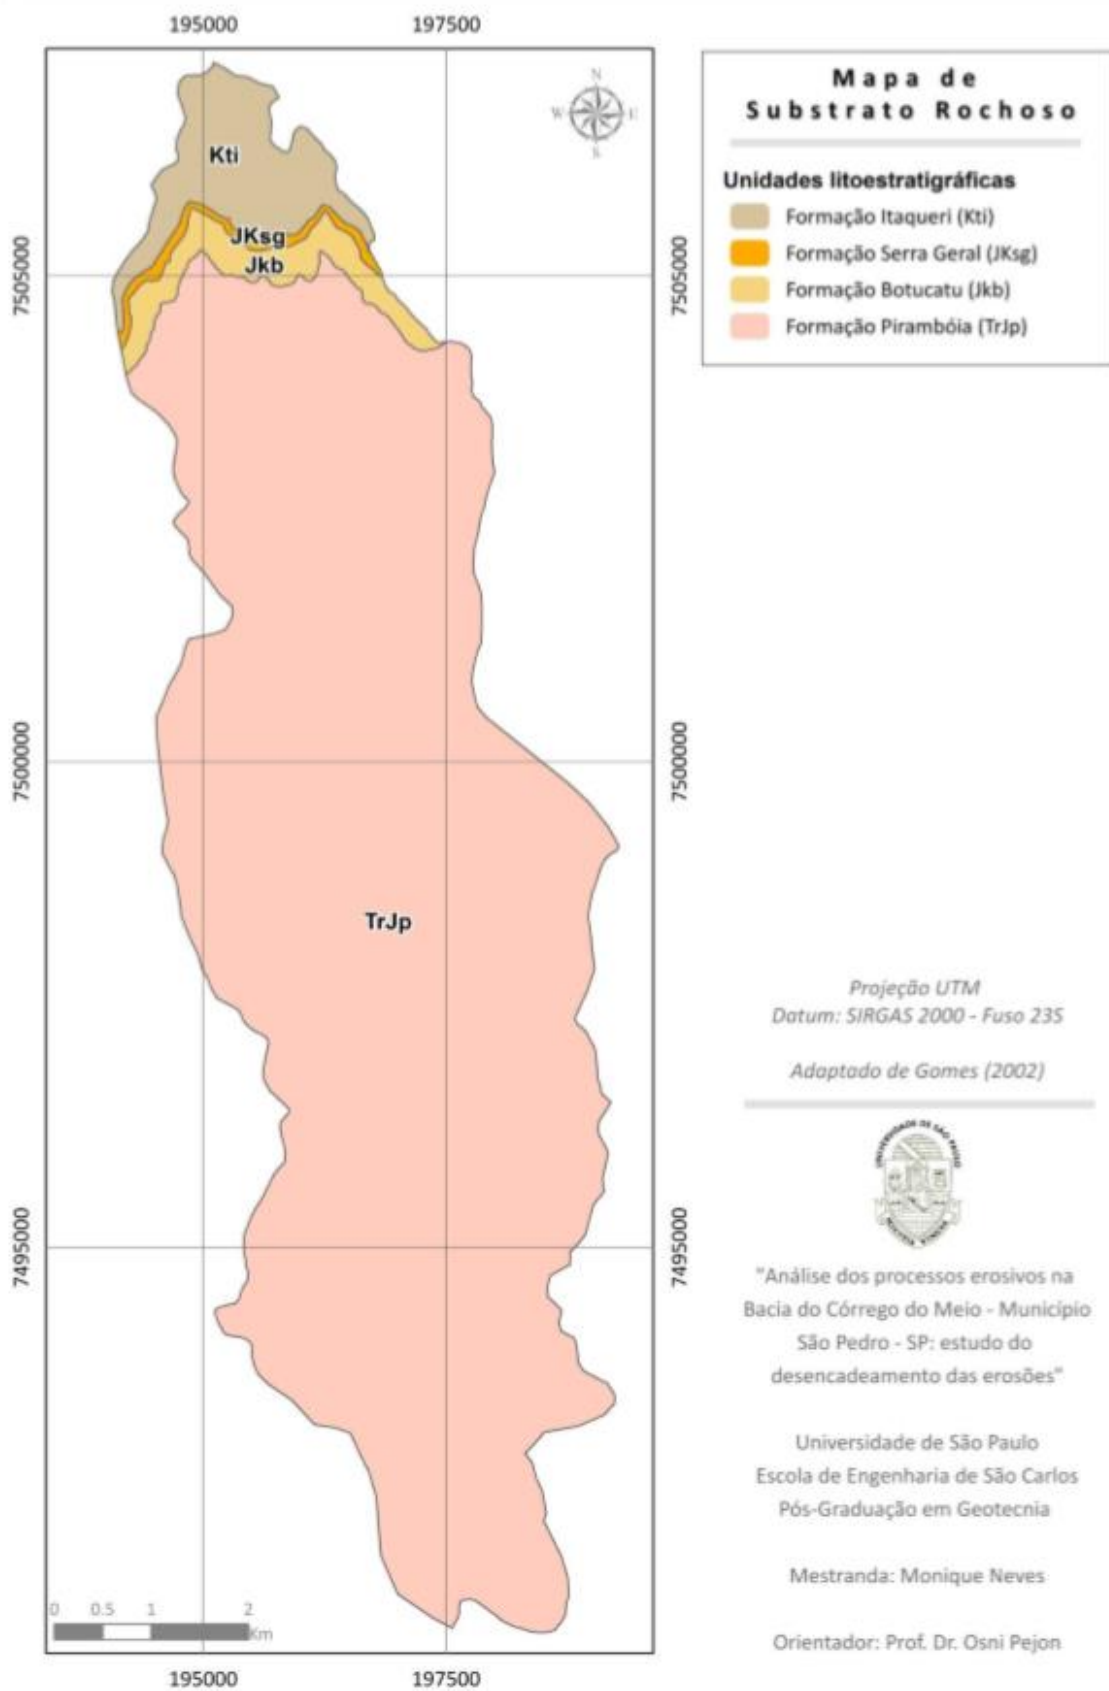 195000
197500
N
W
E
S
Kti
JKsg
Jkb
TrJp
7505000
7500000
7495000
7505000
7500000
7495000
0 0.5 1 2
Km
195000
197500
Mapa de
Substrato Rochoso
Unidades litoestratigráficas
Formação Itaqueri (Kti)
Formação Serra Geral (JKsg)
Formação Botucatu (Jkb)
Formação Pirambóia (TrJp)
Projeção UTM
Datum: SIRGAS 2000 - Fuso 23S
Adaptado de Gomes (2002)
UNIVERSIDADE DE SÃO PAULO
"Análise dos processos erosivos na
Bacia do Córrego do Meio - Município
São Pedro - SP: estudo do
desencadeamento das erosões"
Universidade de São Paulo
Escola de Engenharia de São Carlos
Pós-Graduação em Geotecnia
Mestranda: Monique Neves
Orientador: Prof. Dr. Osni Pejon